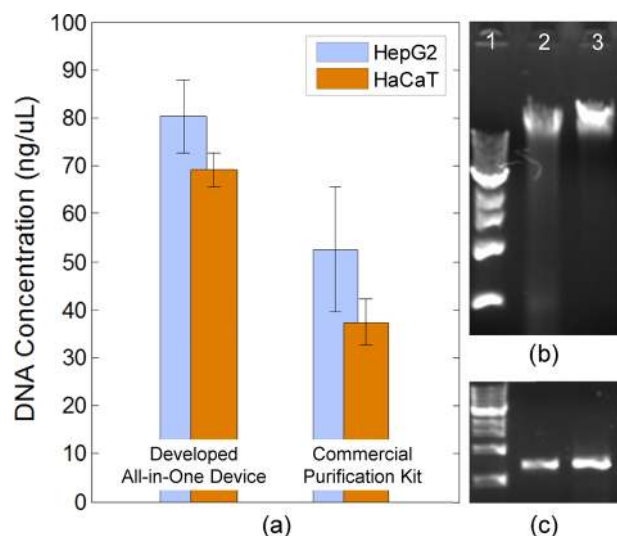 100
90
80
70
60
50
40
30
20
10
0
DNA Concentration (ng/uL)
HepG2
HaCaT
Developed
All-in-One Device
Commercial
Purification Kit
(a)
1 2 3
(b)
(c)